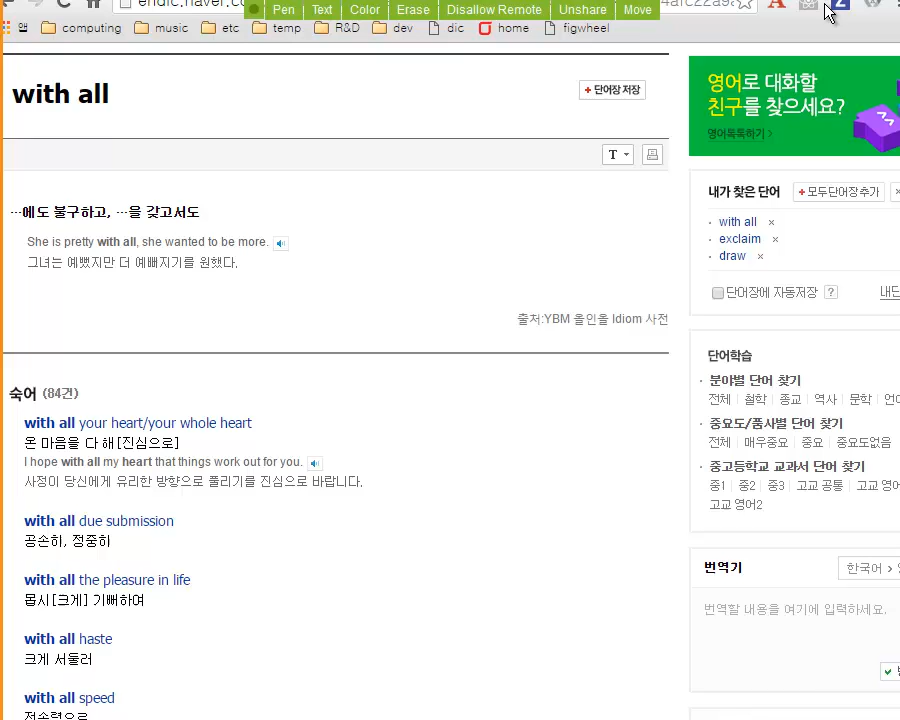 endic.naver.co
Pen Text Color Erase Disallow Remote Unshare Move
앱 computing music etc temp R&D dev dic home figwheel
with all
+ 단어장 저장
T
…에도 불구하고, …을 갖고서도
She is pretty with all, she wanted to be more.
그녀는 예뻤지만 더 예뻐지기를 원했다.
출처:YBM 올인올 Idiom 사전
숙어 (84건)
with all your heart/your whole heart
온 마음을 다 해[진심으로]
I hope with all my heart that things work out for you.
사정이 당신에게 유리한 방향으로 풀리기를 진심으로 바랍니다.
with all due submission
공손히, 정중히
with all the pleasure in life
몹시[크게] 기뻐하여
with all haste
크게 서둘러
with all speed
전속력으로
영어로 대화할
친구를 찾으세요?
영어톡톡하기 >
내가 찾은 단어 + 모두단어장추가 ×
· with all ×
· exclaim ×
· draw ×
단어장에 자동저장 ?
단어학습
· 분야별 단어 찾기
전체 철학 종교 역사 문학
· 중요도/품사별 단어 찾기
전체 매우중요 중요 중요도없음
· 중고등학교 교과서 단어 찾기
중1 중2 중3 고교 공통 고교 영어
고교 영어2
번역기 한국어 >
번역할 내용을 여기에 입력하세요.